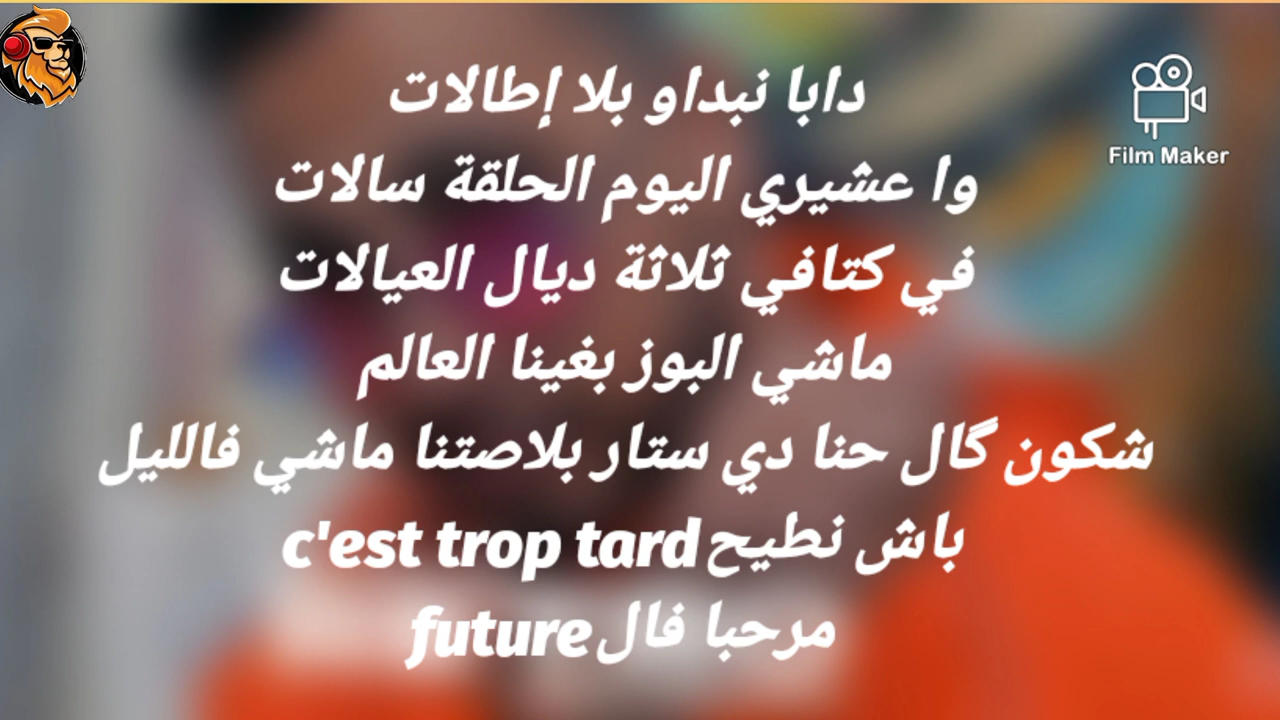 دابا نبداو بلا إطالات
وا عشيري اليوم الحلقة سالات
في كتافي ثلاثة ديال العيالات
ماشي البوز بغينا العالم
شكون گال حنا دي ستار بلاصتنا ماشي فالليل
باش نطيح c'est trop tard
مرحبا فال future
Film Maker